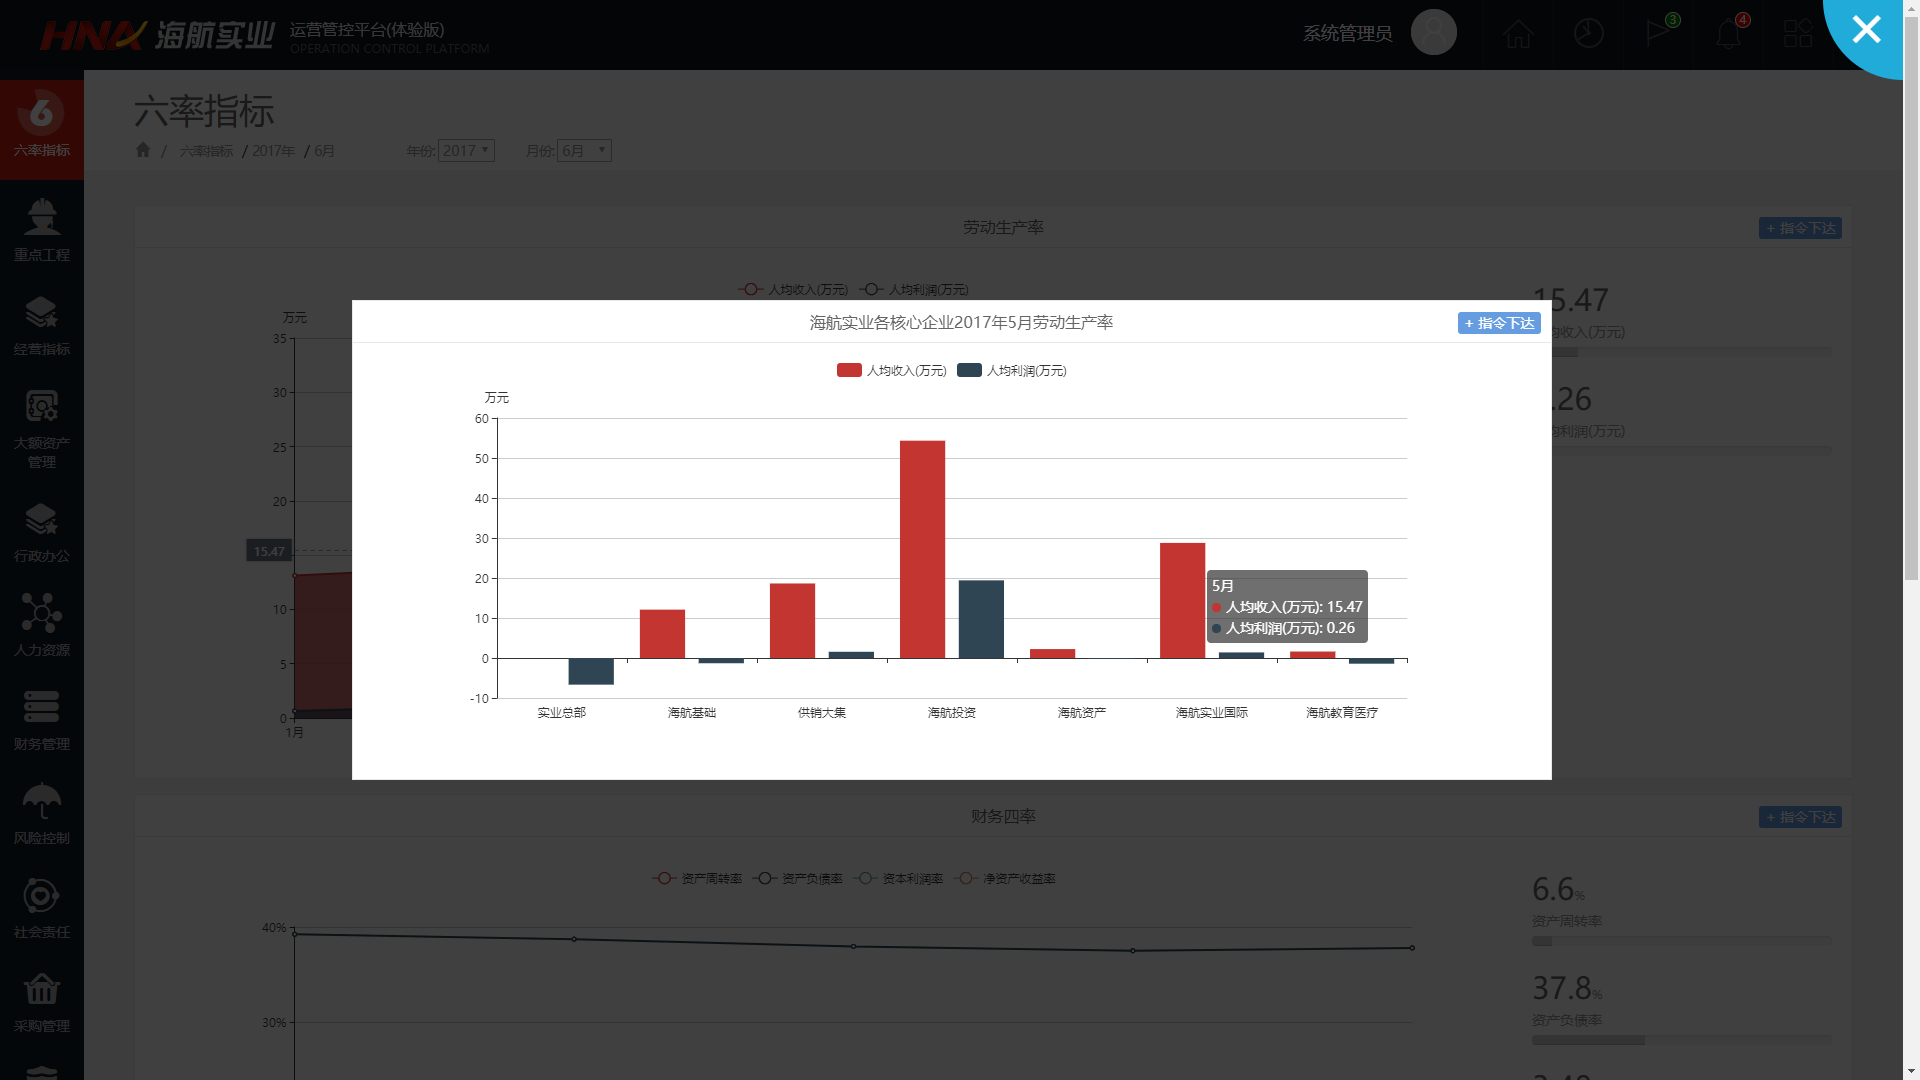 HNA 海航实业 运营管控平台(体验版)
OPERATION CONTROL PLATFORM
系统管理员
3
4
6
六率指标
重点工程
经营指标
大额资产
管理
行政办公
人力资源
财务管理
风险控制
社会责任
采购管理
六率指标
/ 六率指标 / 2017年 / 6月
年份: 2017
月份: 6月
劳动生产率
+ 指令下达
人均收入(万元) 人均利润(万元)
万元
35
30
25
20
15.47
10
5
0
1月
15.47
均收入(万元)
.26
均利润(万元)
海航实业各核心企业2017年5月劳动生产率
+ 指令下达
人均收入(万元) 人均利润(万元)
万元
60
50
40
30
20
10
0
-10
实业总部 海航基础 供销大集 海航投资 海航资产 海航实业国际 海航教育医疗
5月
人均收入(万元): 15.47
人均利润(万元): 0.26
财务四率
+ 指令下达
资产周转率 资产负债率 资本利润率 净资产收益率
40%
30%
6.6%
资产周转率
37.8%
资产负债率